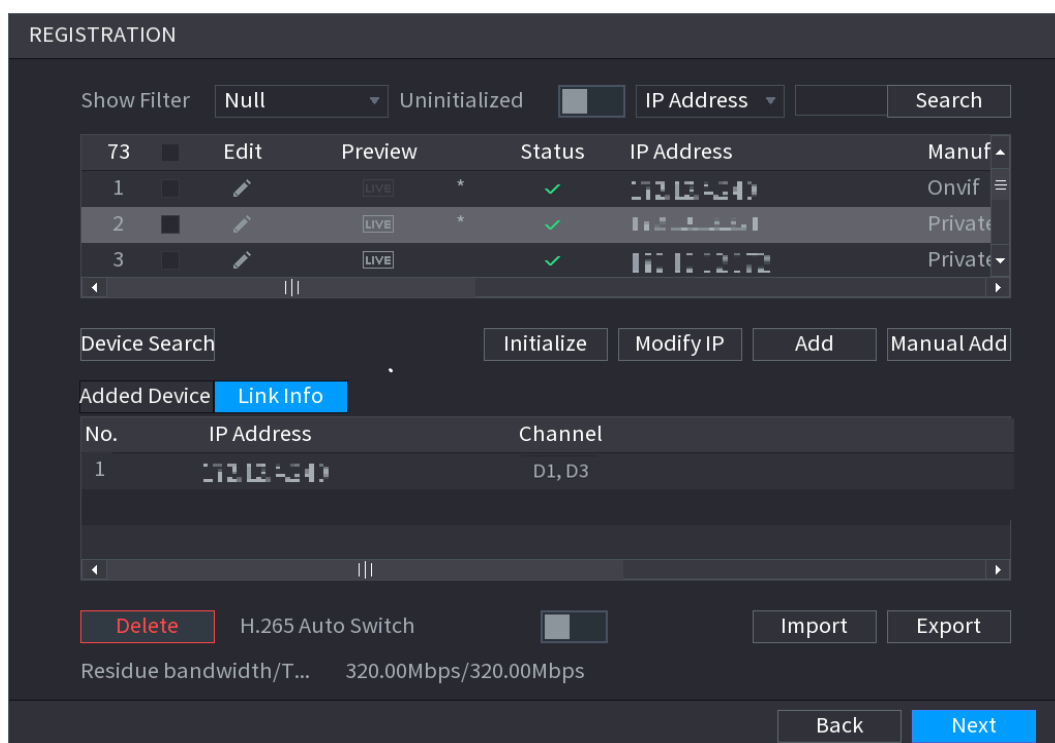 REGISTRATION
Show Filter Null Uninitialized IP Address Search
73 Edit Preview Status IP Address Manuf
1 LIVE * Onvif
2 LIVE * Private
3 LIVE Private
Device Search Initialize Modify IP Add Manual Add
Added Device Link Info
No. IP Address Channel
1 D1, D3
Delete H.265 Auto Switch Import Export
Residue bandwidth/T... 320.00Mbps/320.00Mbps
Back Next